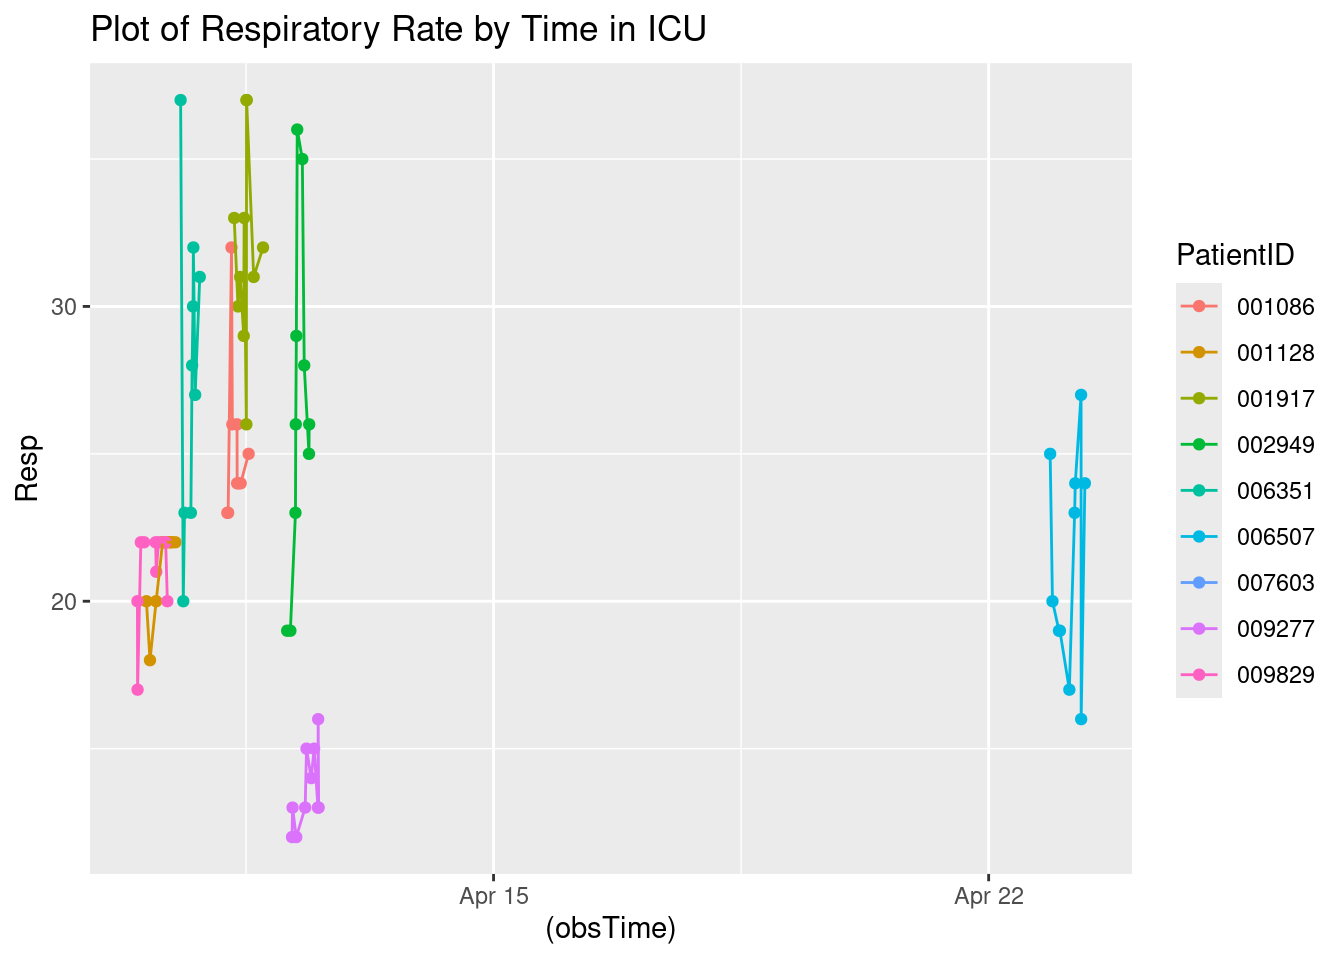 Plot of Respiratory Rate by Time in ICU
30
20
Resp
Apr 15
Apr 22
(obsTime)
PatientID
001086
001128
001917
002949
006351
006507
007603
009277
009829